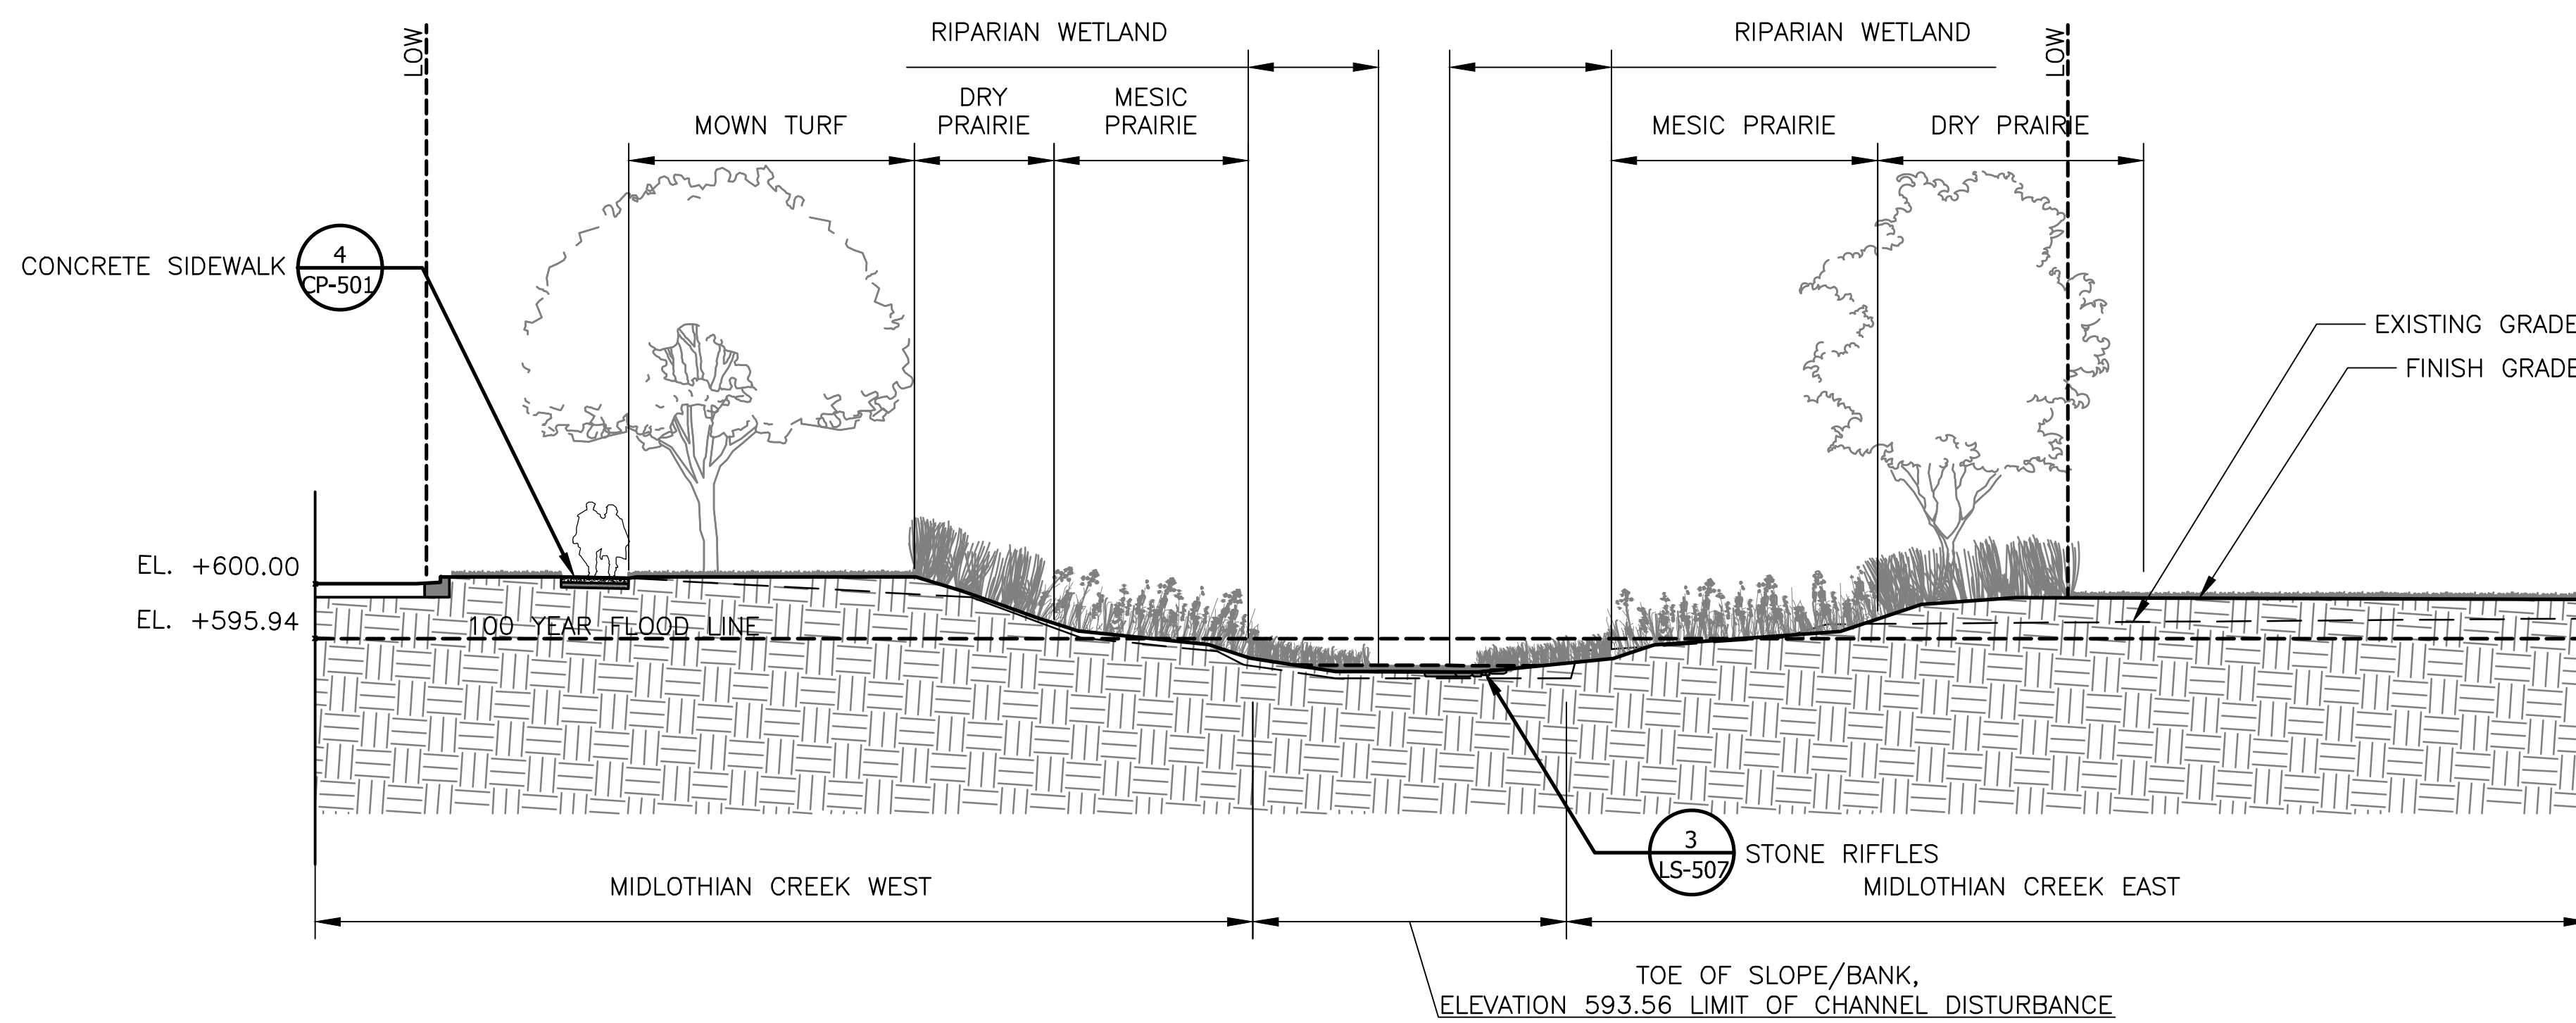 LOW
RIPARIAN WETLAND
RIPARIAN WETLAND
LOW
MOWN TURF
DRY
PRAIRIE
MESIC
PRAIRIE
MESIC PRAIRIE
DRY PRAIRIE
CONCRETE SIDEWALK
4
CP-501
EXISTING GRADE
FINISH GRADE
EL. +600.00
EL. +595.94
100 YEAR FLOOD LINE
3
LS-507
STONE RIFFLES
MIDLOTHIAN CREEK WEST
MIDLOTHIAN CREEK EAST
TOE OF SLOPE/BANK,
ELEVATION 593.56 LIMIT OF CHANNEL DISTURBANCE